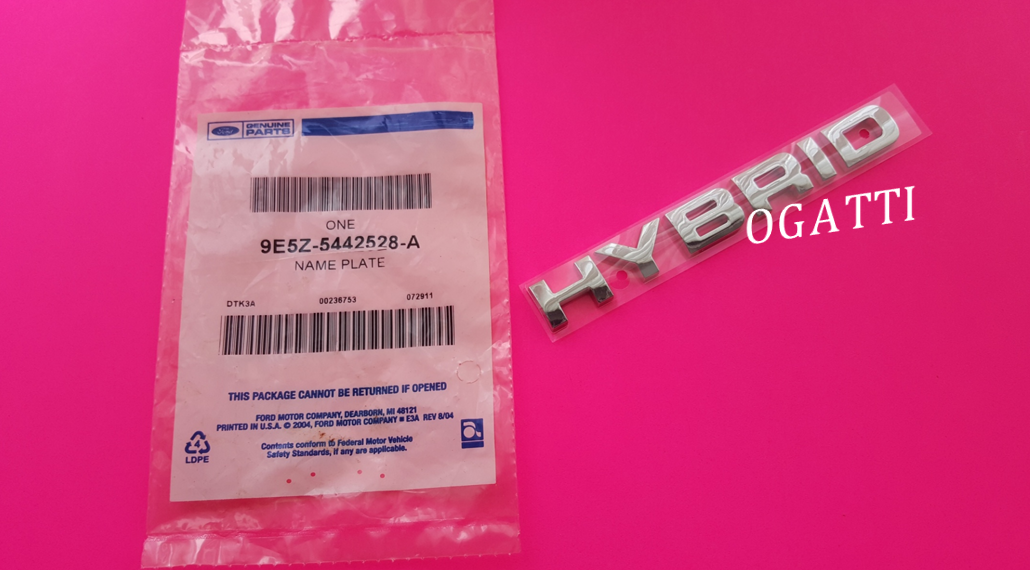 Ford
GENUINE
PARTS
ONE
9E5Z-5442528-A
NAME PLATE
DTK3A 00236753 072911
THIS PACKAGE CANNOT BE RETURNED IF OPENED
FORD MOTOR COMPANY, DEARBORN, MI 48121
PRINTED IN U.S.A. © 2004, FORD MOTOR COMPANY ■ E3A REV 8/04
Contents conform to Federal Motor Vehicle
Safety Standards, if any are applicable.
4
LDPE
HYBRID
OGATTI